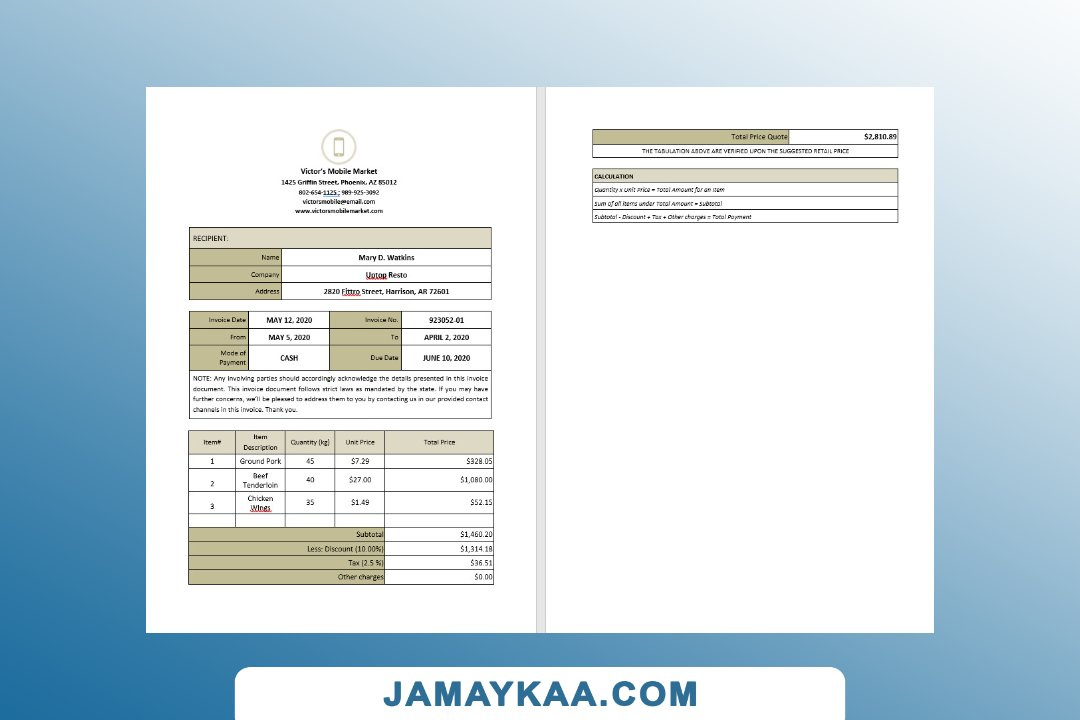 Victor's Mobile Market
1425 Griffin Street, Phoenix, AZ 85012
802-654-1125 ; 989-925-3092
victorsmobile@email.com
www.victorsmobilemarket.com
RECIPIENT:
Name Mary D. Watkins
Company Uptop Resto
Address 2820 Fittro Street, Harrison, AR 72601
Invoice Date MAY 12, 2020 Invoice No. 923052-01
From MAY 5, 2020 To APRIL 2, 2020
Mode of Payment CASH Due Date JUNE 10, 2020
NOTE: Any involving parties should accordingly acknowledge the details presented in this invoice
document. This invoice document follows strict laws as mandated by the state. If you may have
further concerns, we'll be pleased to address them to you by contacting us in our provided contact
channels in this invoice. Thank you.
Item# Item Description Quantity (kg) Unit Price Total Price
1 Ground Pork 45 $7.29 $328.05
2 Beef Tenderloin 40 $27.00 $1,080.00
3 Chicken Wings 35 $1.49 $52.15
Subtotal $1,460.20
Less: Discount (10.00%) $1,314.18
Tax (2.5 %) $36.51
Other charges $0.00
Total Price Quote $2,810.89
THE TABULATION ABOVE ARE VERIFIED UPON THE SUGGESTED RETAIL PRICE
CALCULATION
Quantity x Unit Price = Total Amount for an Item
Sum of all items under Total Amount = Subtotal
Subtotal - Discount + Tax + Other charges = Total Payment
JAMAYKAA.COM